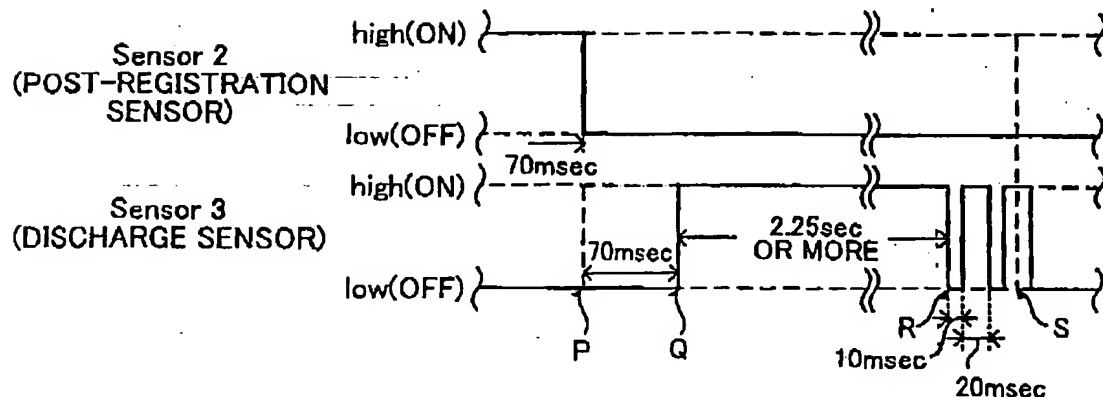 high(ON)
Sensor 2
(POST-REGISTRATION
SENSOR)
low(OFF)
70msec
high(ON)
Sensor 3
(DISCHARGE SENSOR)
70msec
2.25sec
OR MORE
low(OFF)
P
Q
R
S
10msec
20msec